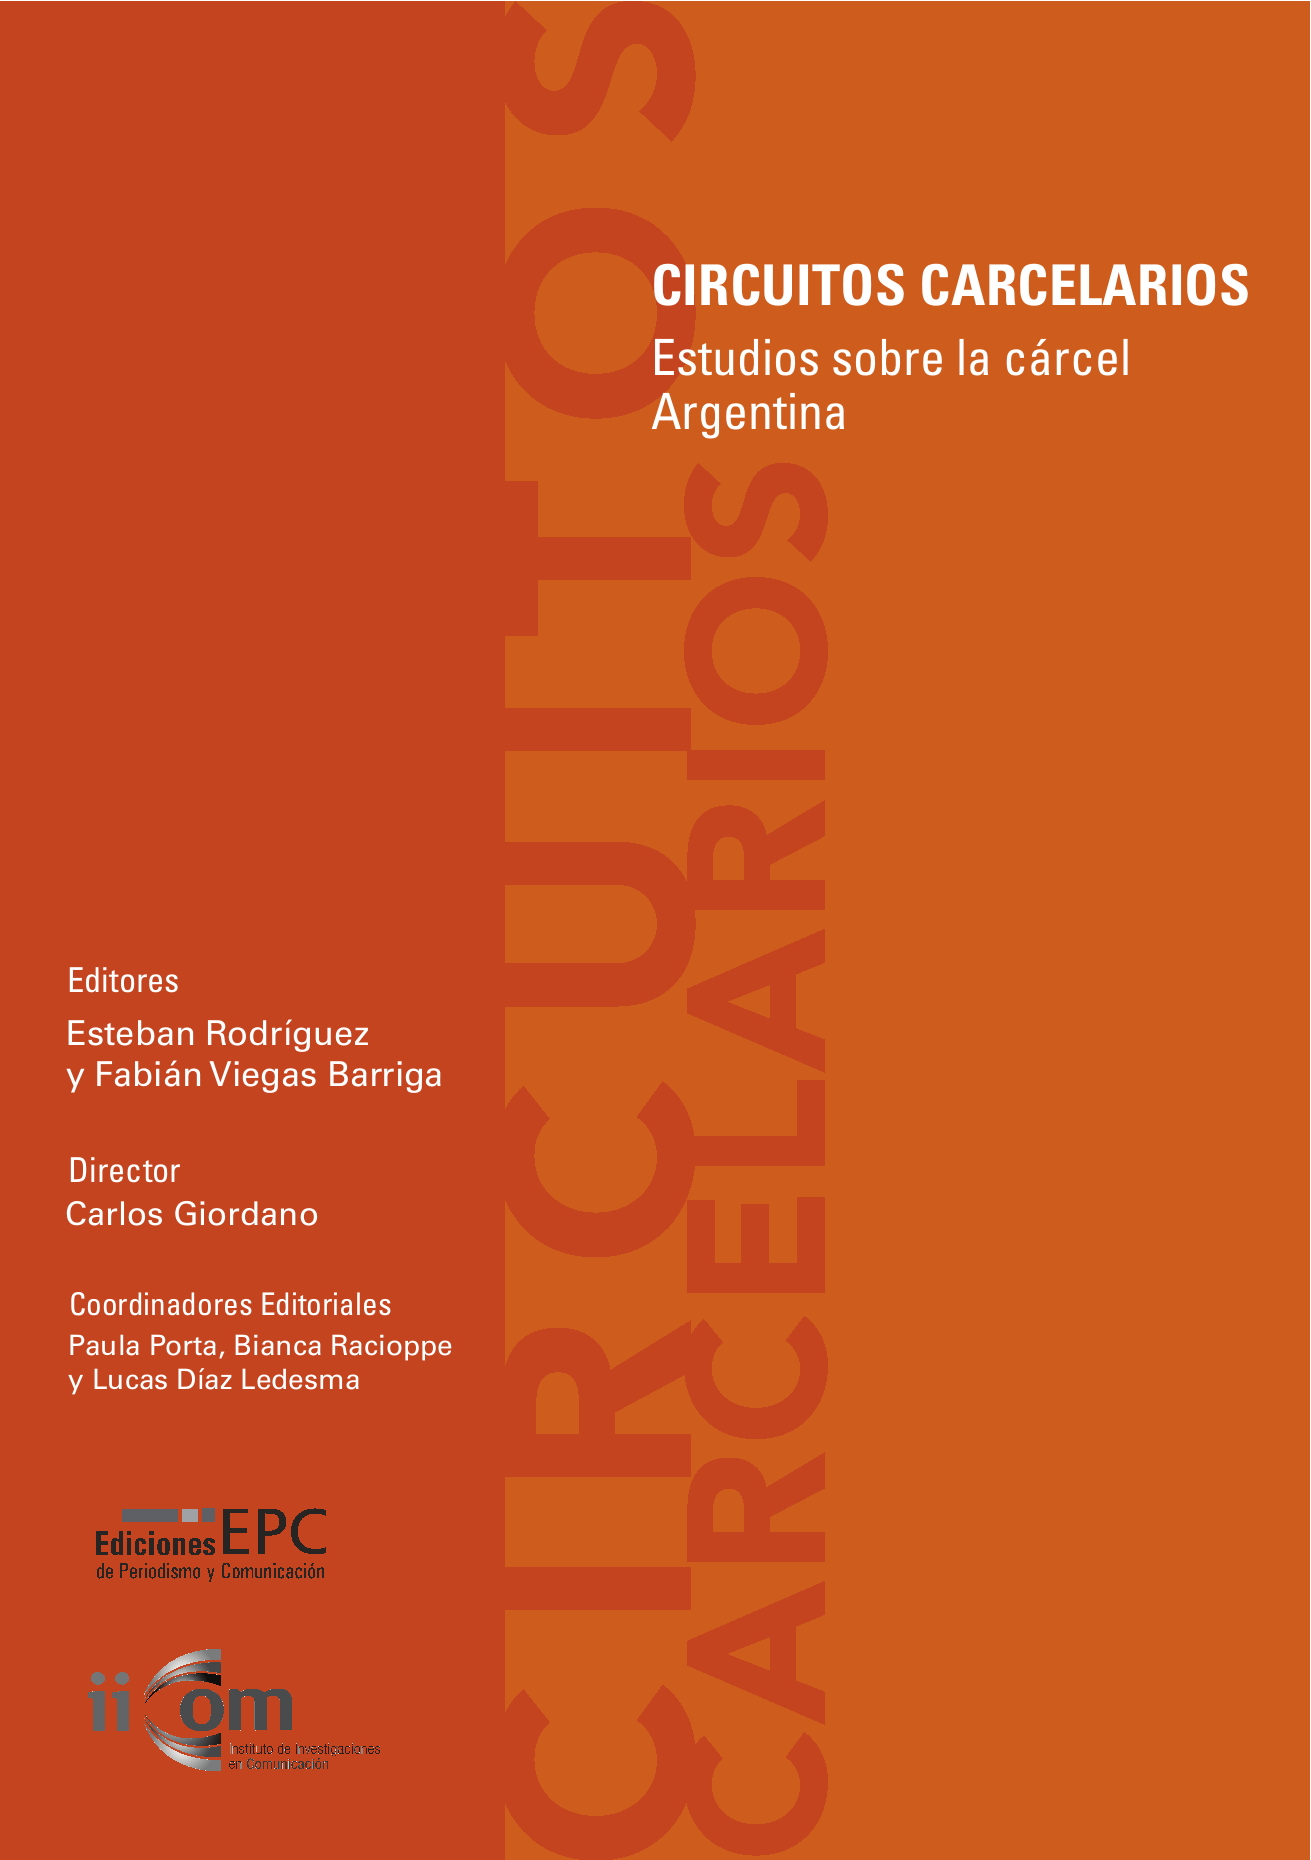 CIRCUITOS CARCELARIOS
Estudios sobre la cárcel
Argentina
CIRCUITOS
CARCELARIOS
Editores
Esteban Rodríguez
y Fabián Viegas Barriga
Director
Carlos Giordano
Coordinadores Editoriales
Paula Porta, Bianca Racioppe
y Lucas Díaz Ledesma
Ediciones EPC
de Periodismo y Comunicación
iiCom
Instituto de Investigaciones
en Comunicación